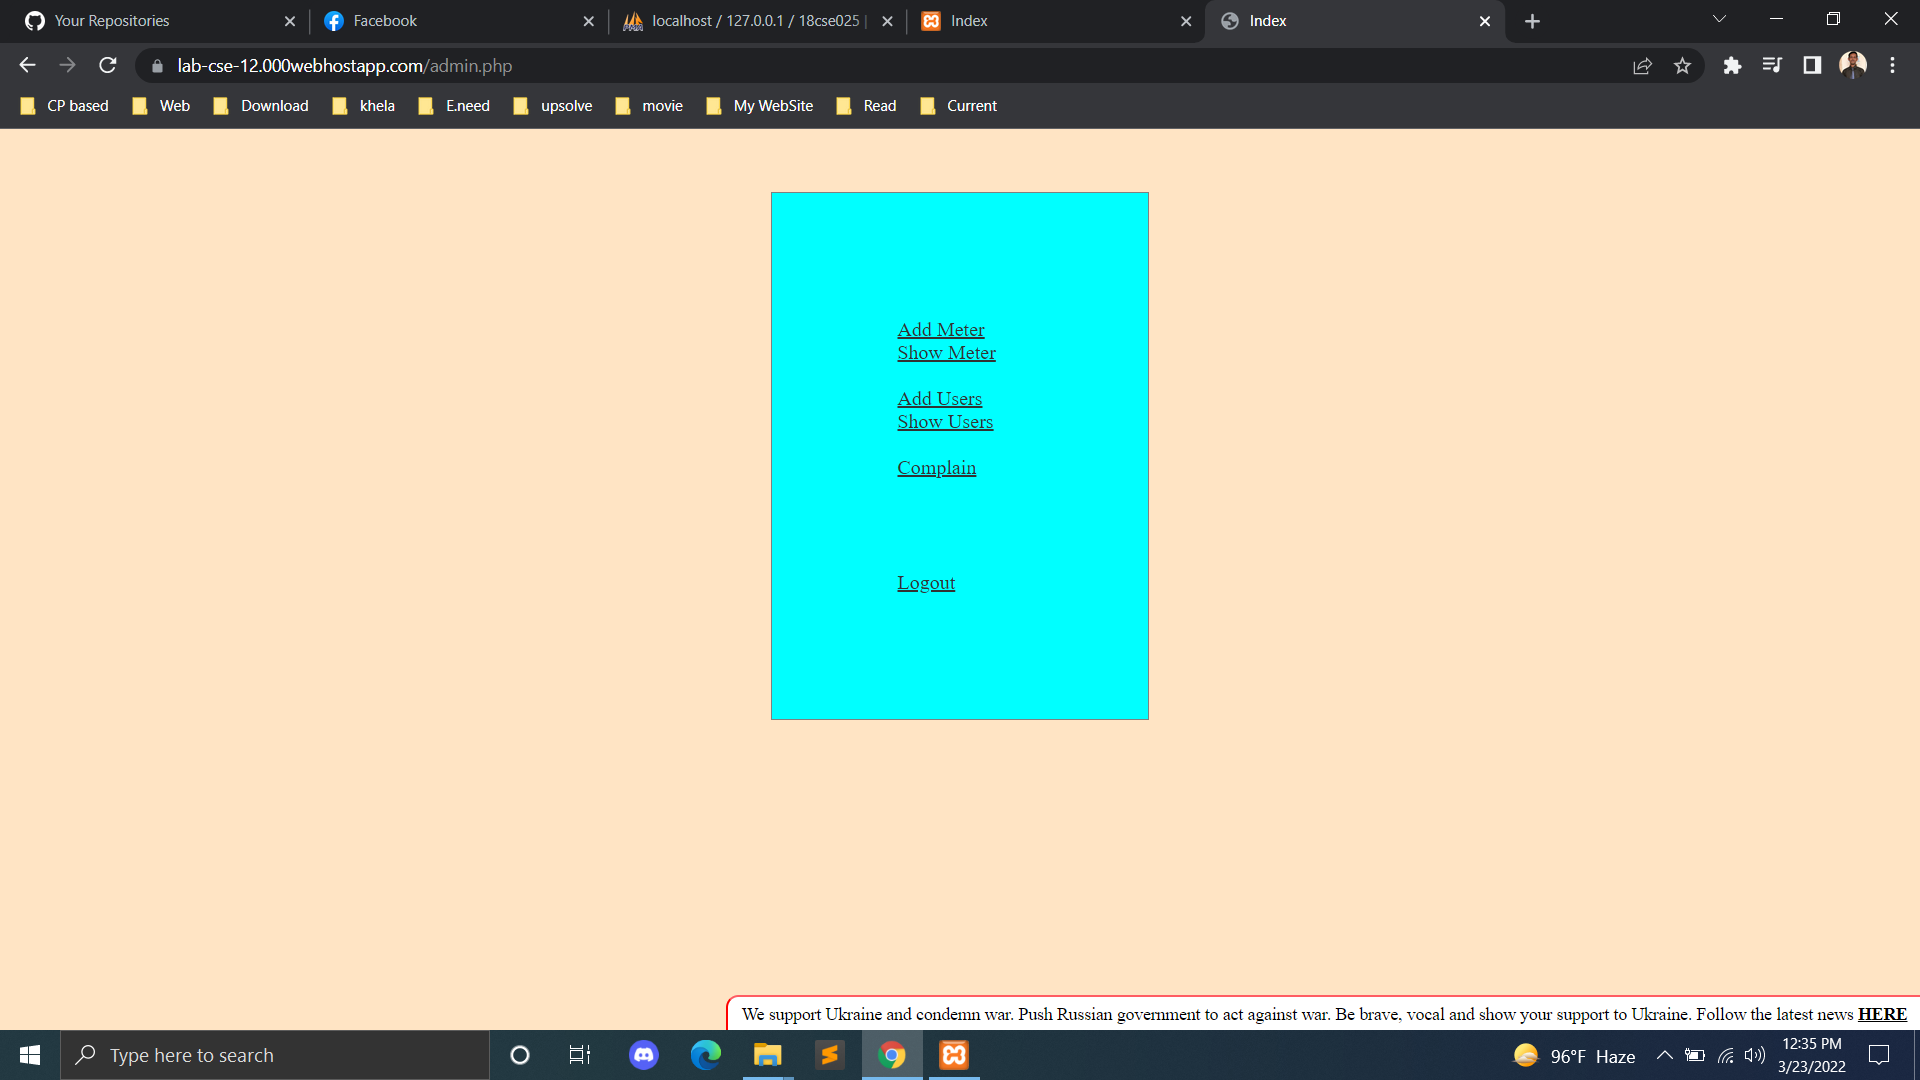 Your Repositories
Facebook
localhost / 127.0.0.1 / 18cse025 |
Index
Index
lab-cse-12.000webhostapp.com/admin.php
CP based
Web
Download
khela
E.need
upsolve
movie
My WebSite
Read
Current
Add Meter
Show Meter
Add Users
Show Users
Complain
Logout
We support Ukraine and condemn war. Push Russian government to act against war. Be brave, vocal and show your support to Ukraine. Follow the latest news HERE
Type here to search
96°F Haze
12:35 PM
3/23/2022